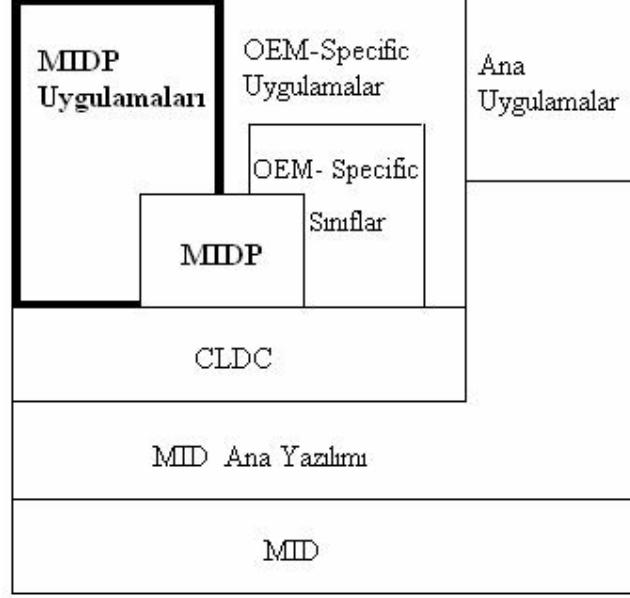 MIDP
Uygulamaları
OEM-Specific
Uygulamalar
Ana
Uygulamalar
OEM- Specific
Sınıflar
MIDP
CLDC
MID Ana Yazılımı
MID